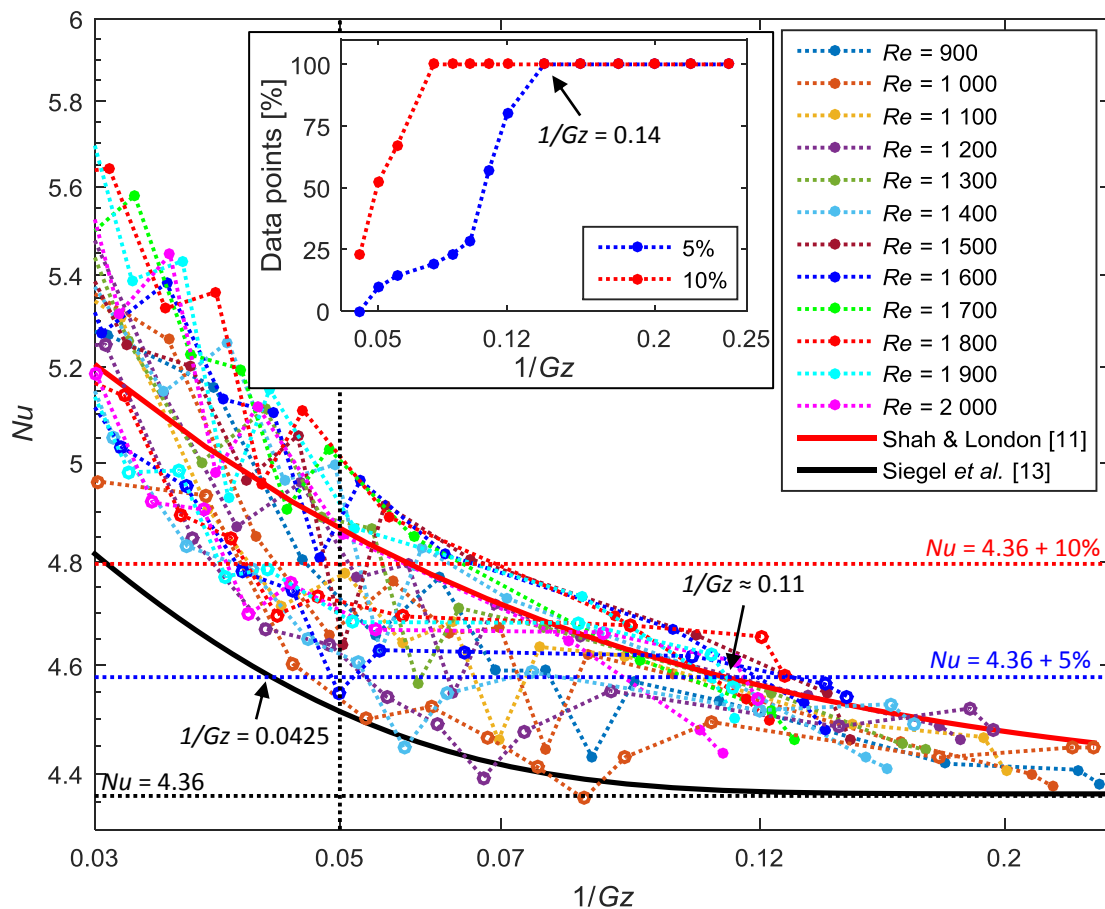 6
5.8
5.6
5.4
5.2
5
4.8
4.6
4.4
Nu
0.03
0.05
0.07
0.12
0.2
1/Gz
100
75
50
25
0
Data points [%]
1/Gz = 0.14
5%
10%
0.05
0.12
0.2
0.25
1/Gz
Re = 900
Re = 1 000
Re = 1 100
Re = 1 200
Re = 1 300
Re = 1 400
Re = 1 500
Re = 1 600
Re = 1 700
Re = 1 800
Re = 1 900
Re = 2 000
Shah & London [11]
Siegel et al. [13]
Nu = 4.36 + 10%
1/Gz ≈ 0.11
Nu = 4.36 + 5%
1/Gz = 0.0425
Nu = 4.36